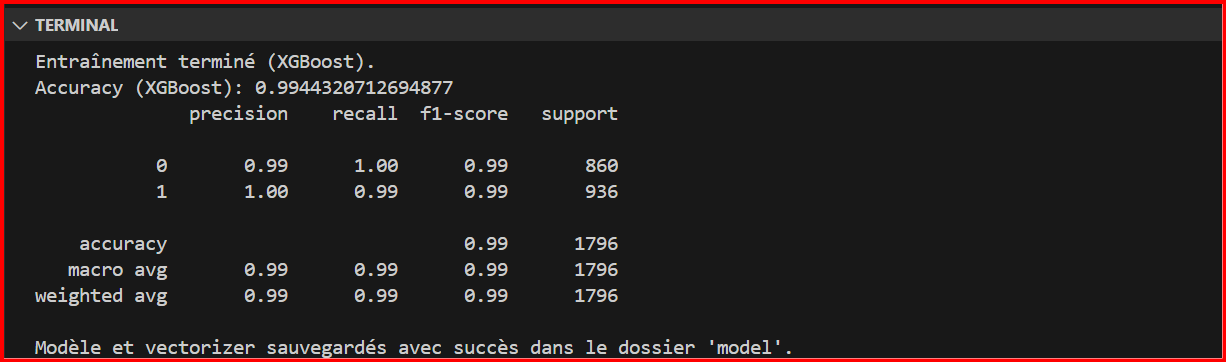 TERMINAL
Entraînement terminé (XGBoost).
Accuracy (XGBoost): 0.9944320712694877
precision recall f1-score support
0 0.99 1.00 0.99 860
1 1.00 0.99 0.99 936
accuracy 0.99 1796
macro avg 0.99 0.99 0.99 1796
weighted avg 0.99 0.99 0.99 1796
Modèle et vectorizer sauvegardés avec succès dans le dossier 'model'.